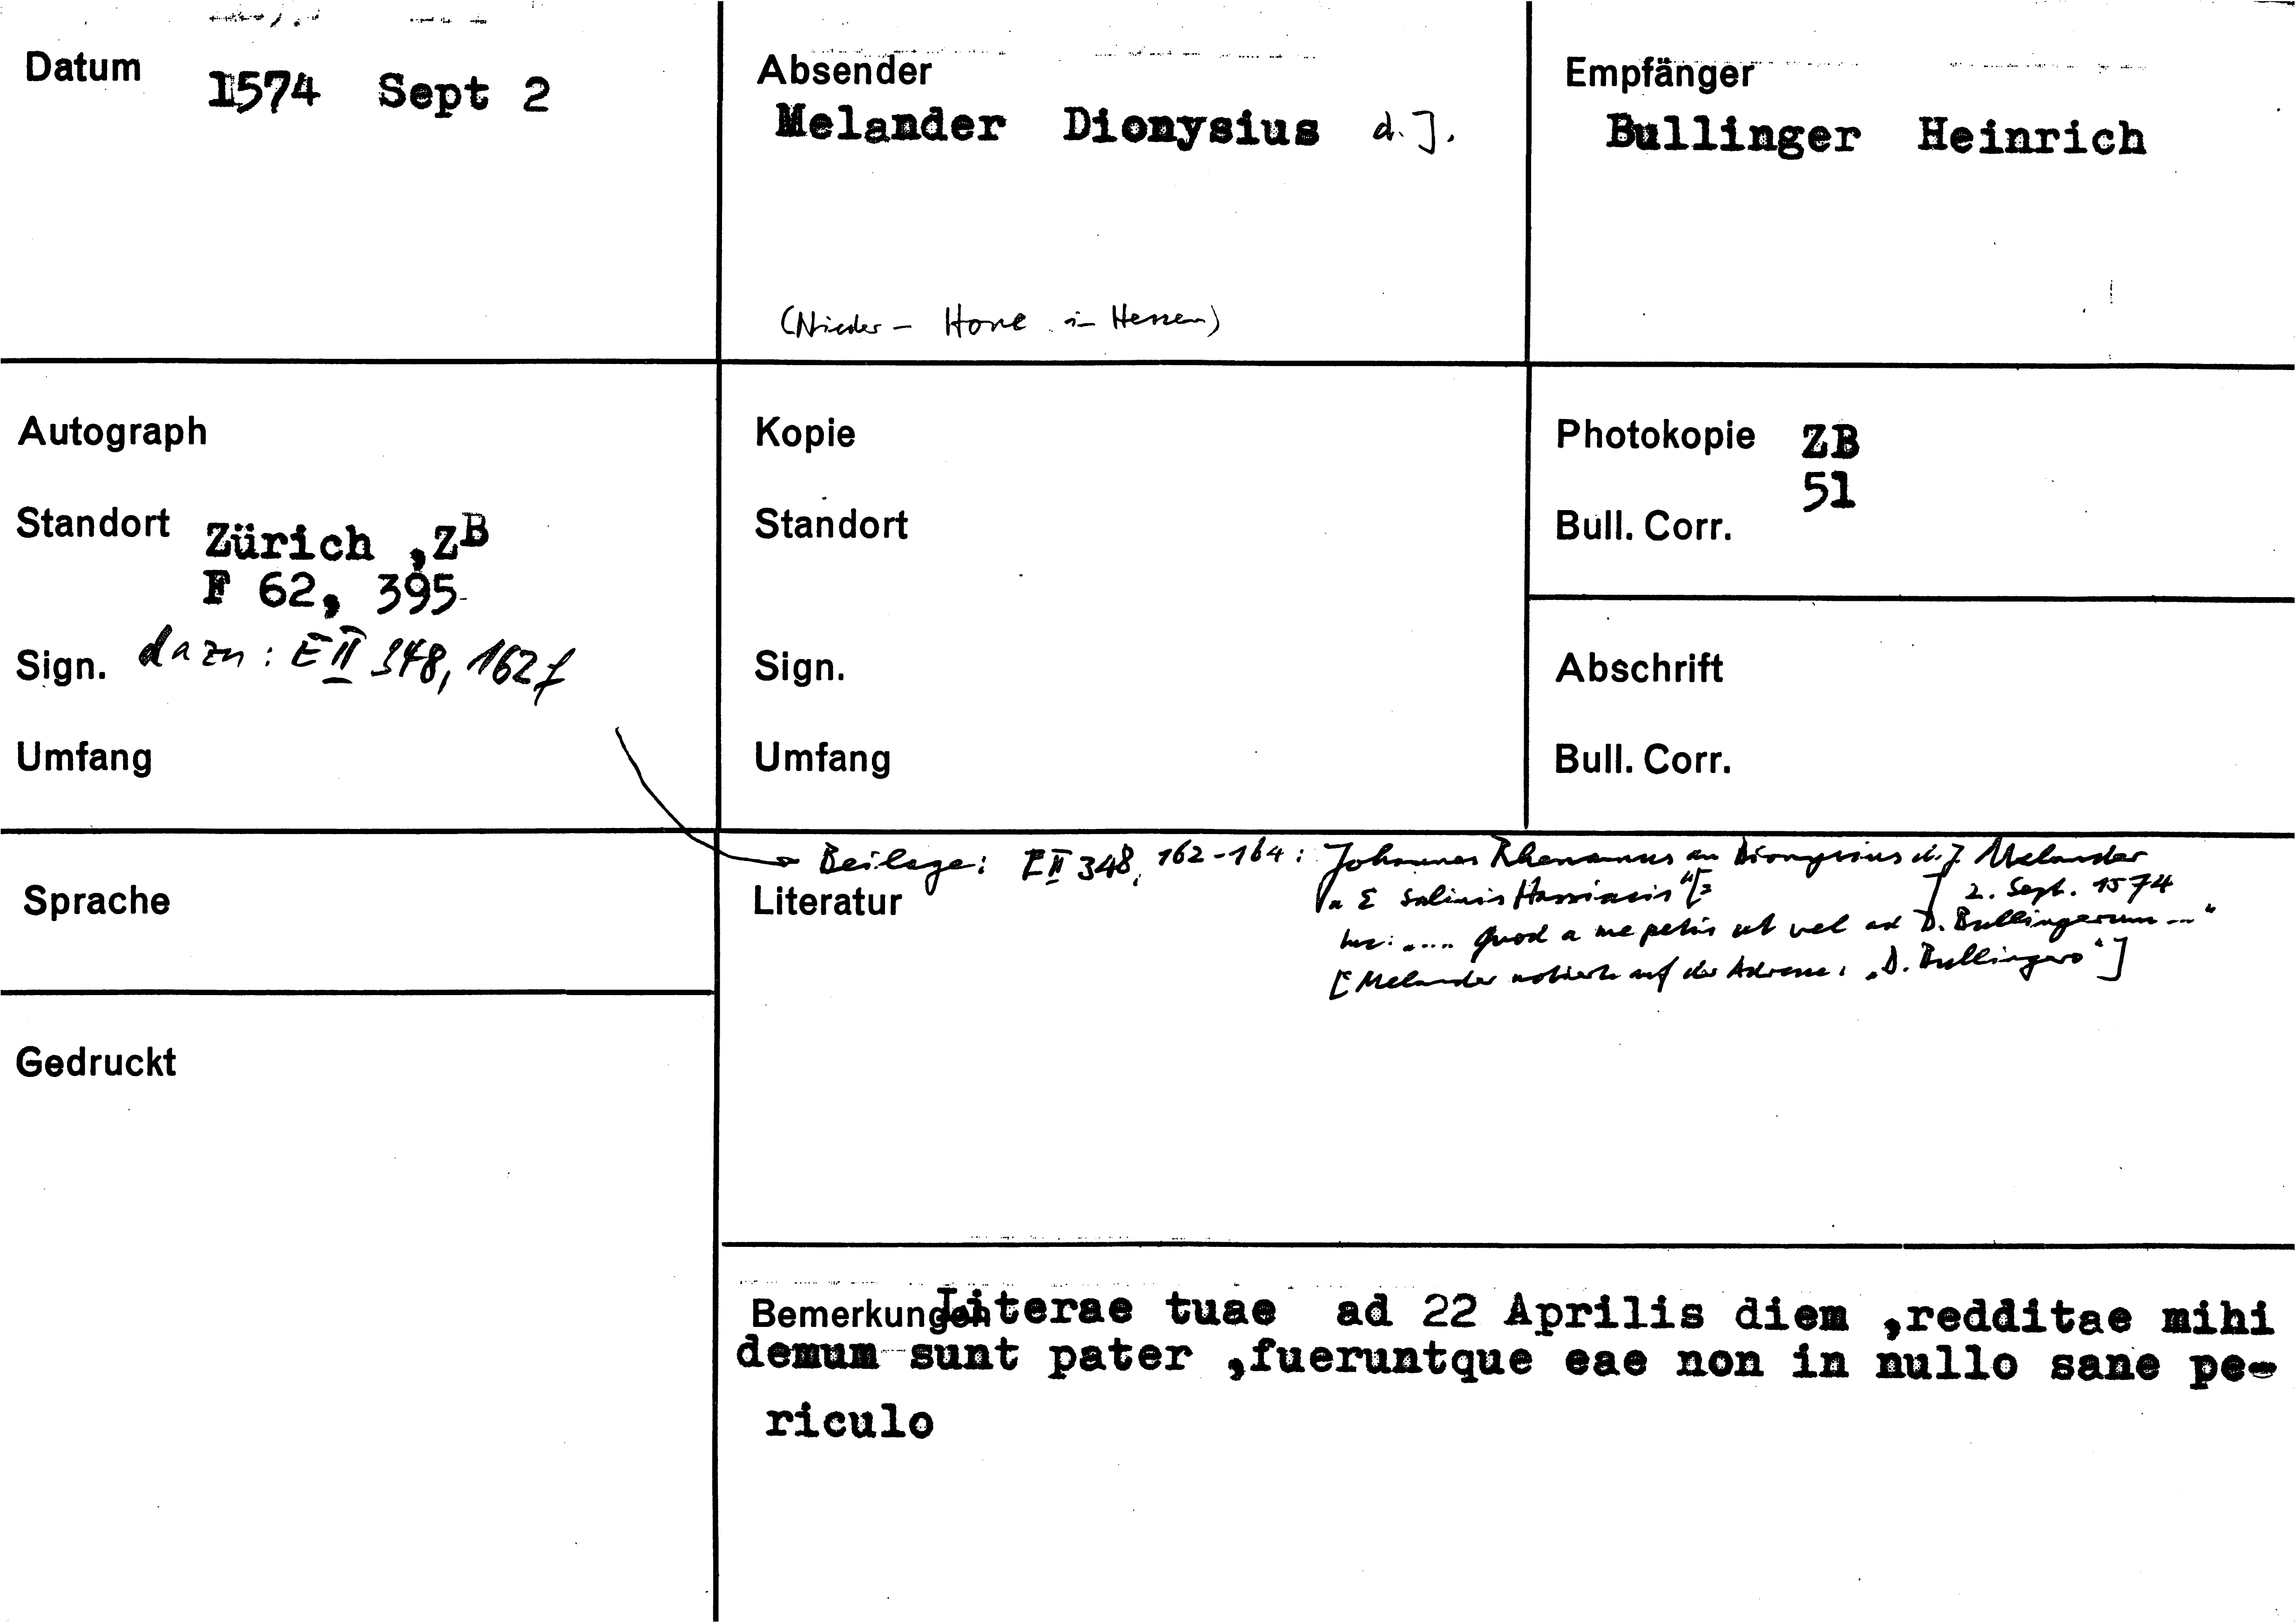 Datum 1574 Sept 2
Absender
Melander Dionysius d. J.
(Nieder-Hone in Hessen)
Empfänger
Bullinger Heinrich
Autograph
Standort Zürich ,ZB
F 62, 395
Sign. dazu: E II 348, 162f
Umfang
Kopie
Standort
Sign.
Umfang
Photokopie ZB
51
Bull. Corr.
Abschrift
Bull. Corr.
Sprache
Gedruckt
Beilage: E II 348, 162-164: Johannes Rhenanus an Dionysius d. J. Melander
Literatur „E Salinis Hassiacis“ [= ] 2. Sept. 1574
Inc: „.... Quod a me petis ut vel ad D. Bullingerum ...“
[Melander notierte auf der Adresse: „D. Bullingero“]
Bemerkungen Literae tuae ad 22 Aprilis diem ,redditae mihi
demum sunt pater ,fueruntque eae non in nullo sane pe-
riculo